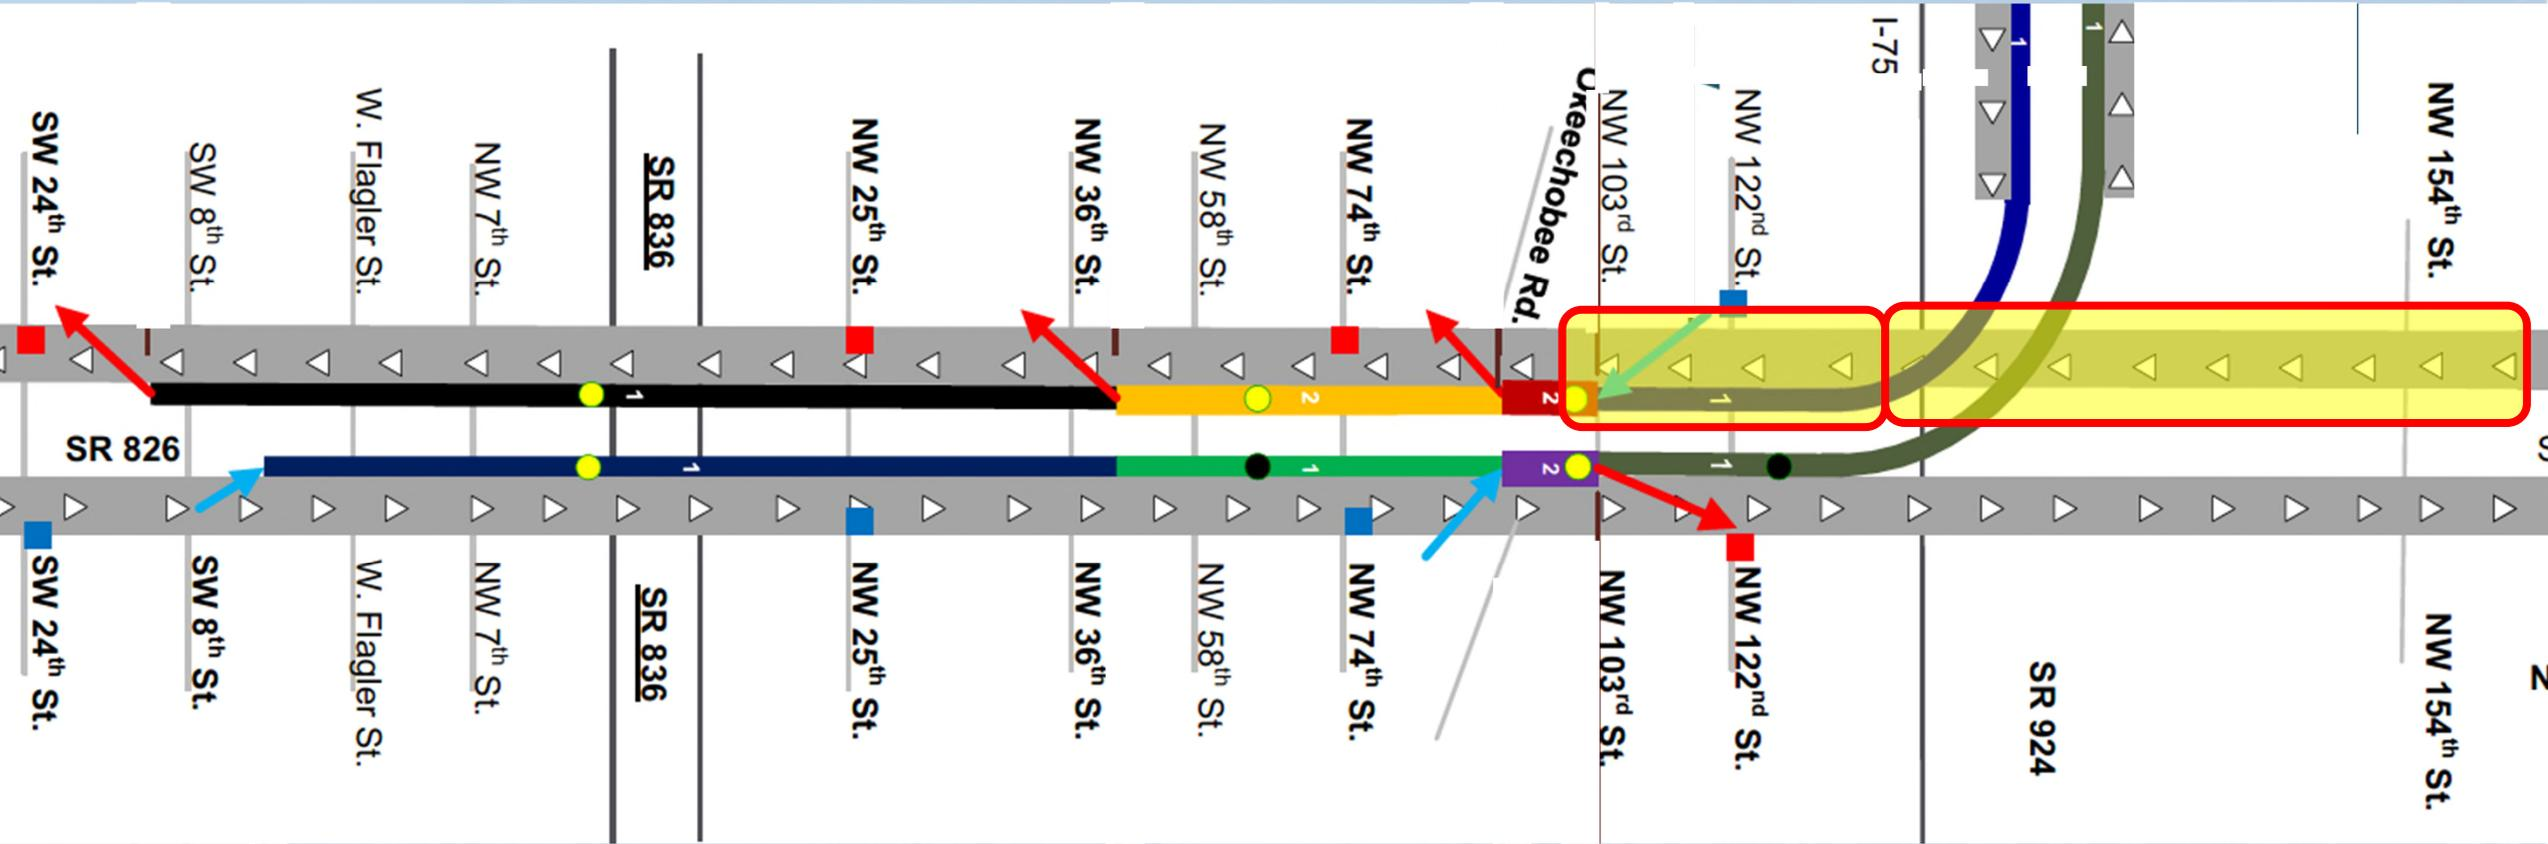 SW 24th St.
SW 8th St.
W. Flagler St.
NW 7th St.
SR 836
NW 25th St.
NW 36th St.
NW 58th St.
NW 74th St.
Okeechobee Rd.
NW 103rd St.
NW 122nd St.
I-75
1
1
NW 154th St.
1
2
2
1
SR 826
1
1
2
1
SW 24th St.
SW 8th St.
W. Flagler St.
NW 7th St.
SR 836
NW 25th St.
NW 36th St.
NW 58th St.
NW 74th St.
NW 103rd St.
NW 122nd St.
SR 924
NW 154th St.